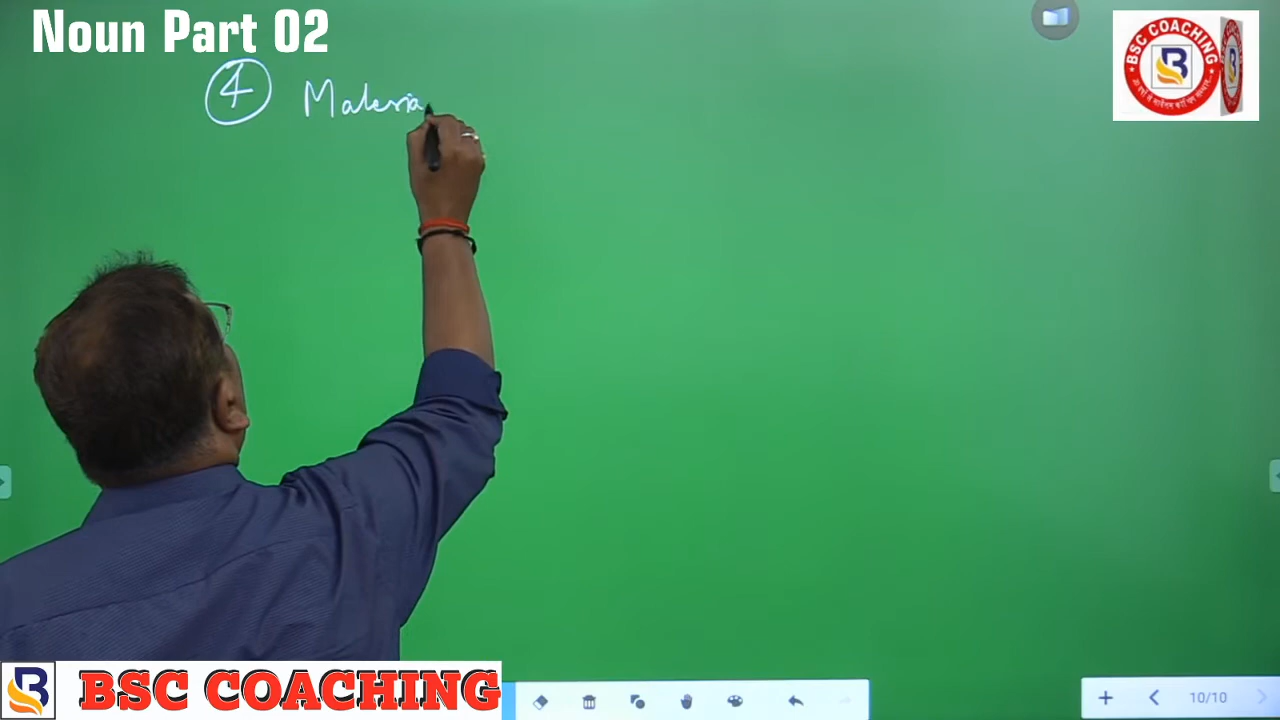 Noun Part 02
④ Materia
BSC COACHING
BSC COACHING
10/10